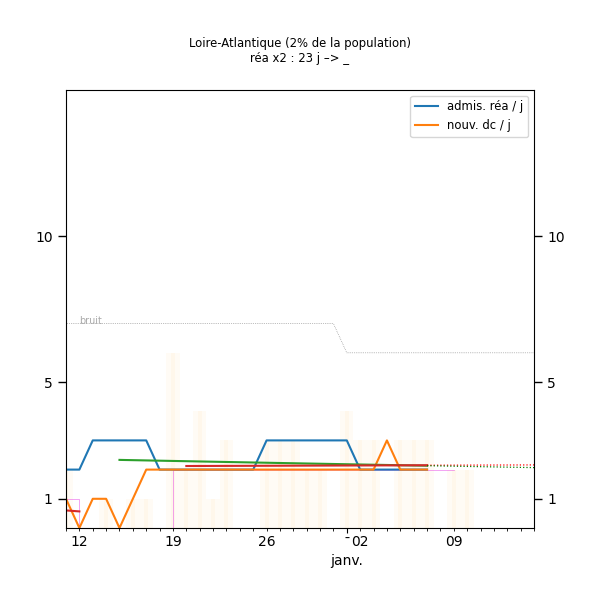 Loire-Atlantique (2% de la population)
réa x2 : 23 j –> _
admis. réa / j
nouv. dc / j
10
10
bruit
5
5
1
1
12
19
26
02
09
janv.